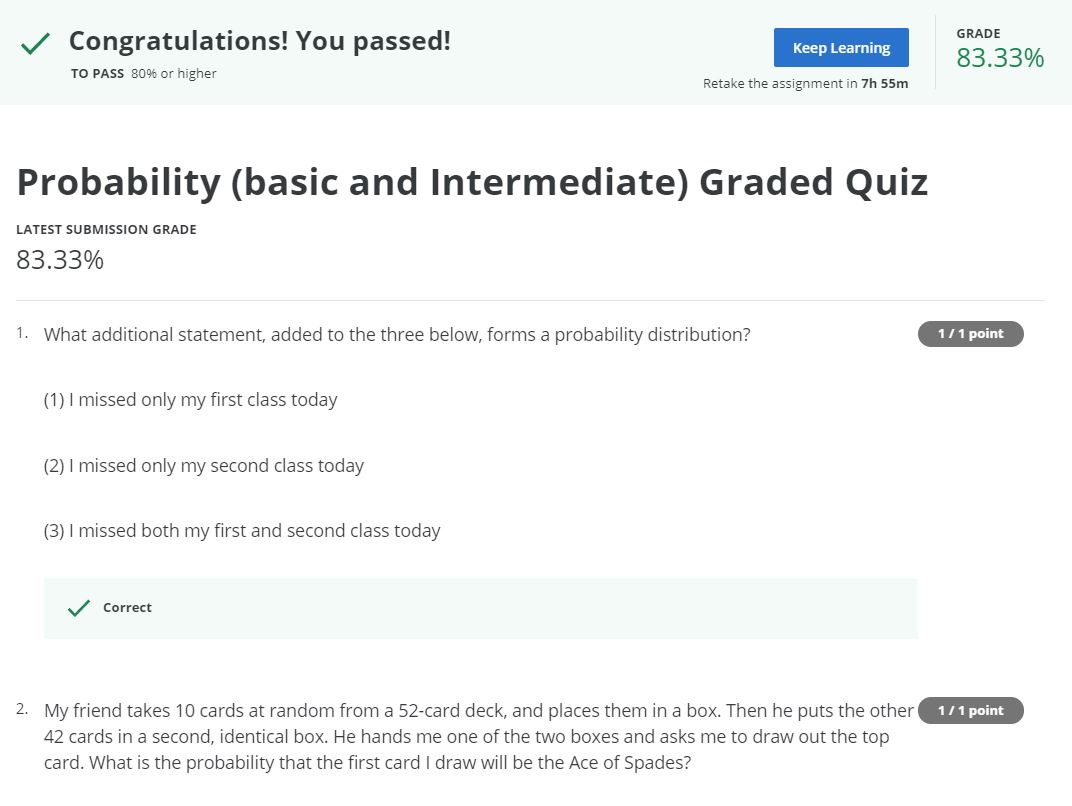 Congratulations! You passed!
TO PASS 80% or higher
Keep Learning
Retake the assignment in 7h 55m
GRADE
83.33%
Probability (basic and Intermediate) Graded Quiz
LATEST SUBMISSION GRADE
83.33%
1. What additional statement, added to the three below, forms a probability distribution?
1 / 1 point
(1) I missed only my first class today
(2) I missed only my second class today
(3) I missed both my first and second class today
Correct
2. My friend takes 10 cards at random from a 52-card deck, and places them in a box. Then he puts the other
1 / 1 point
42 cards in a second, identical box. He hands me one of the two boxes and asks me to draw out the top
card. What is the probability that the first card I draw will be the Ace of Spades?